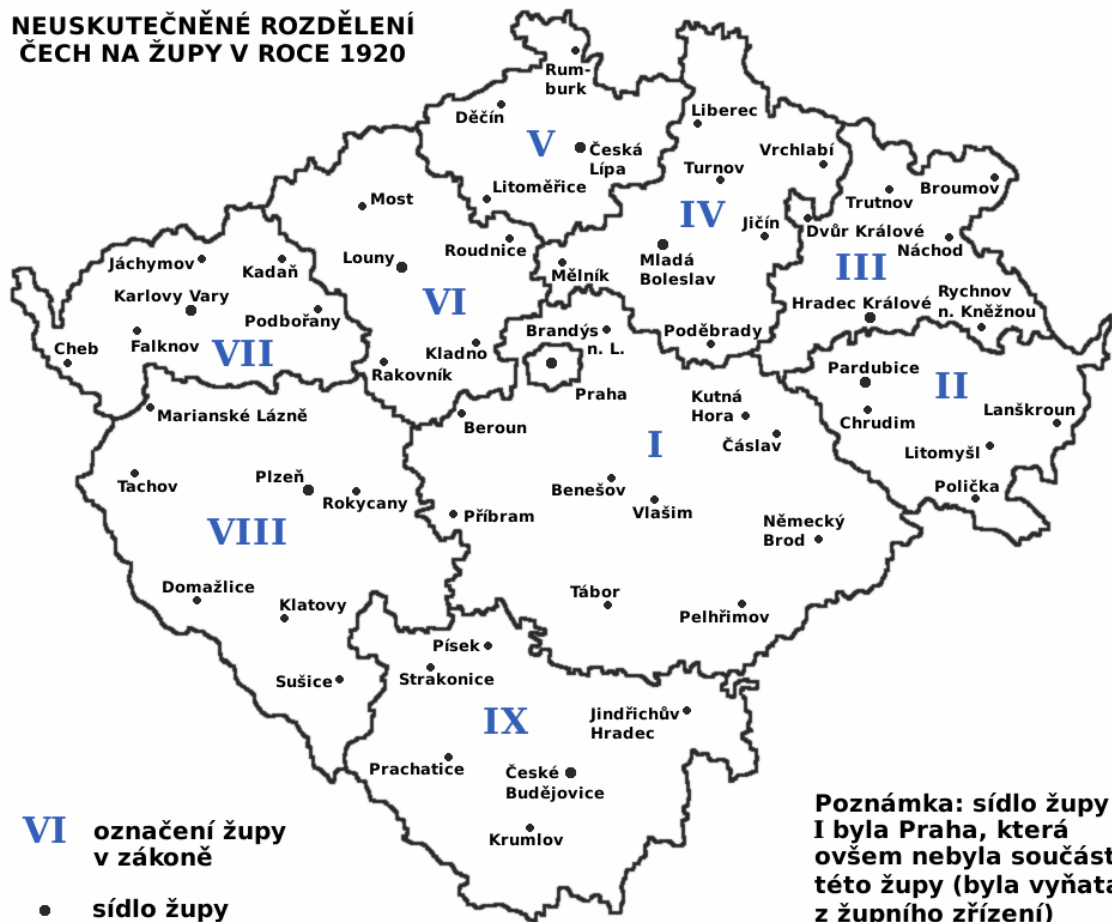 NEUSKUTEČNĚNÉ ROZDĚLENÍ
ČECH NA ŽUPY V ROCE 1920
Rum-
burk
Děčín
Liberec
V
Česká
Lípa
Vrchlabí
Turnov
Broumov
Litoměřice
Most
Trutnov
IV
Jičín
Dvůr Králové
Roudnice
Náchod
Louny
Mělník
Mladá
Boleslav
III
Jáchymov
Kadaň
Karlovy Vary
VI
Hradec Králové
Rychnov
n. Kněžnou
Podbořany
Brandýs
n. L.
Poděbrady
Cheb
Falknov
VII
Kladno
Rakovník
Pardubice
II
Praha
Kutná
Hora
Marianské Lázně
Beroun
Chrudim
Lanškroun
I
Čáslav
Litomyšl
Tachov
Plzeň
Rokycany
Benešov
Vlašim
Polička
Příbram
VIII
Německý
Brod
Domažlice
Klatovy
Tábor
Pelhřimov
Písek
Strakonice
Sušice
IX
Jindřichův
Hradec
Prachatice
České
Budějovice
Krumlov
VI označení župy
v zákoně
sídlo župy
Poznámka: sídlo župy
I byla Praha, která
ovšem nebyla součást
této župy (byla vyňata
z župního zřízení)